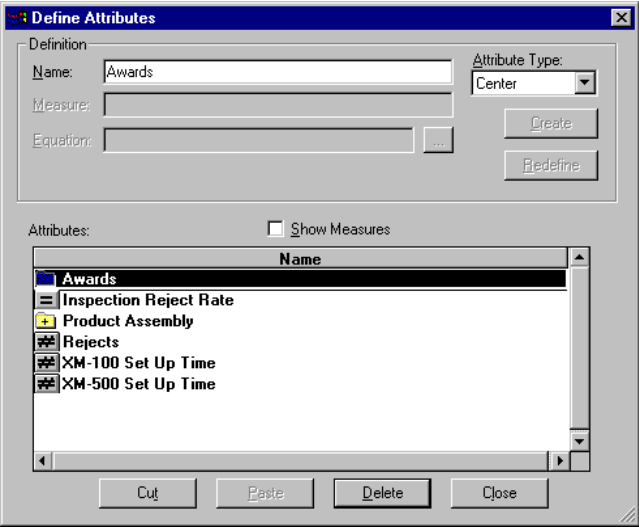 Define Attributes
Definition
Name: Awards
Attribute Type:
Center
Measure:
Equation: ...
Create
Redefine
Attributes: Show Measures
Name
Awards
Inspection Reject Rate
Product Assembly
Rejects
XM-100 Set Up Time
XM-500 Set Up Time
Cut Paste Delete Close